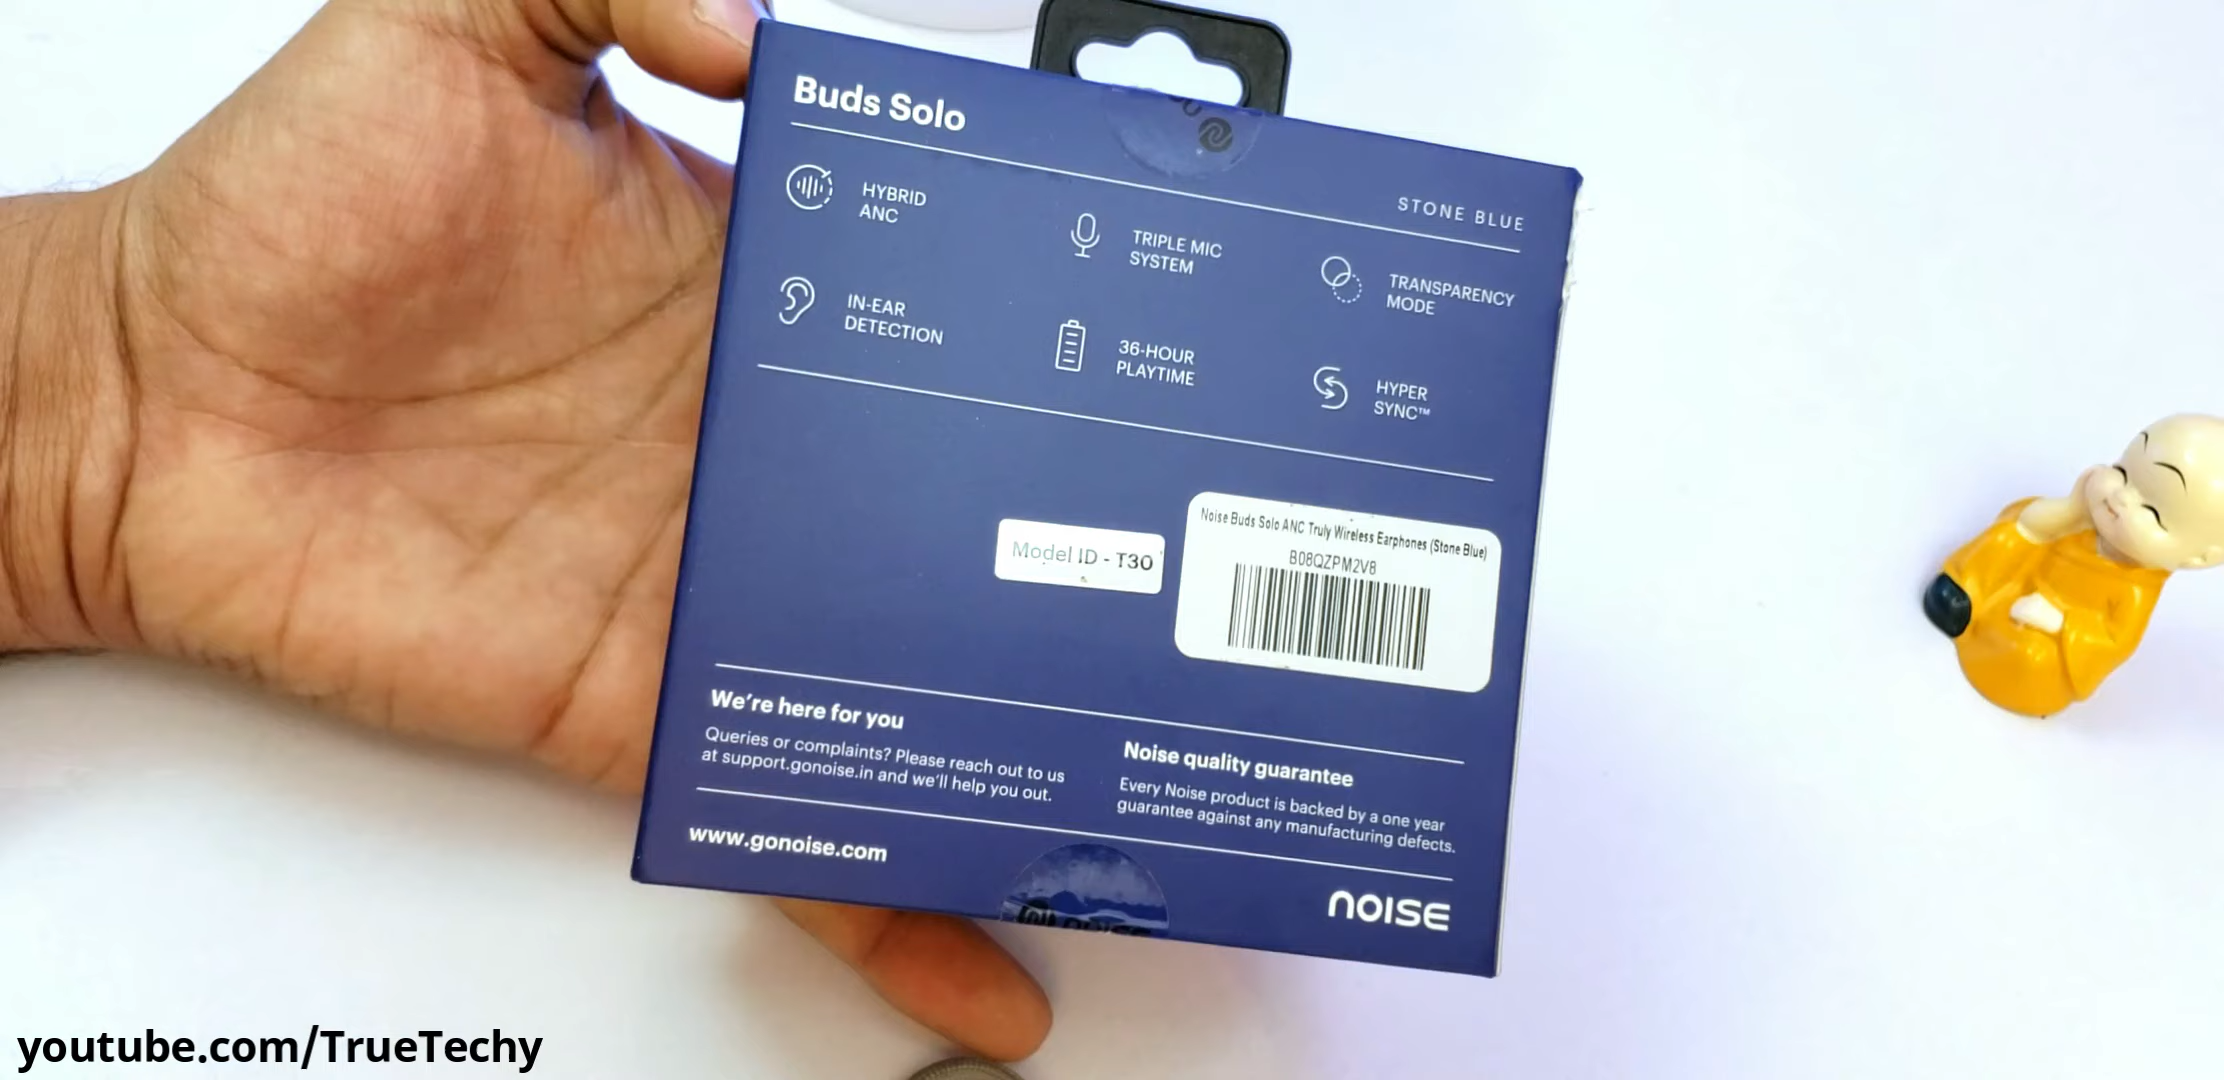 Buds Solo
STONE BLUE
HYBRID
ANC
TRIPLE MIC
SYSTEM
TRANSPARENCY
MODE
IN-EAR
DETECTION
36-HOUR
PLAYTIME
HYPER
SYNC™
Model ID - T30
Noise Buds Solo ANC Truly Wireless Earphones (Stone Blue)
B08QZPM2V8
We're here for you
Queries or complaints? Please reach out to us
at support.gonoise.in and we'll help you out.
Noise quality guarantee
Every Noise product is backed by a one year
guarantee against any manufacturing defects.
www.gonoise.com
NOISE
youtube.com/TrueTechy